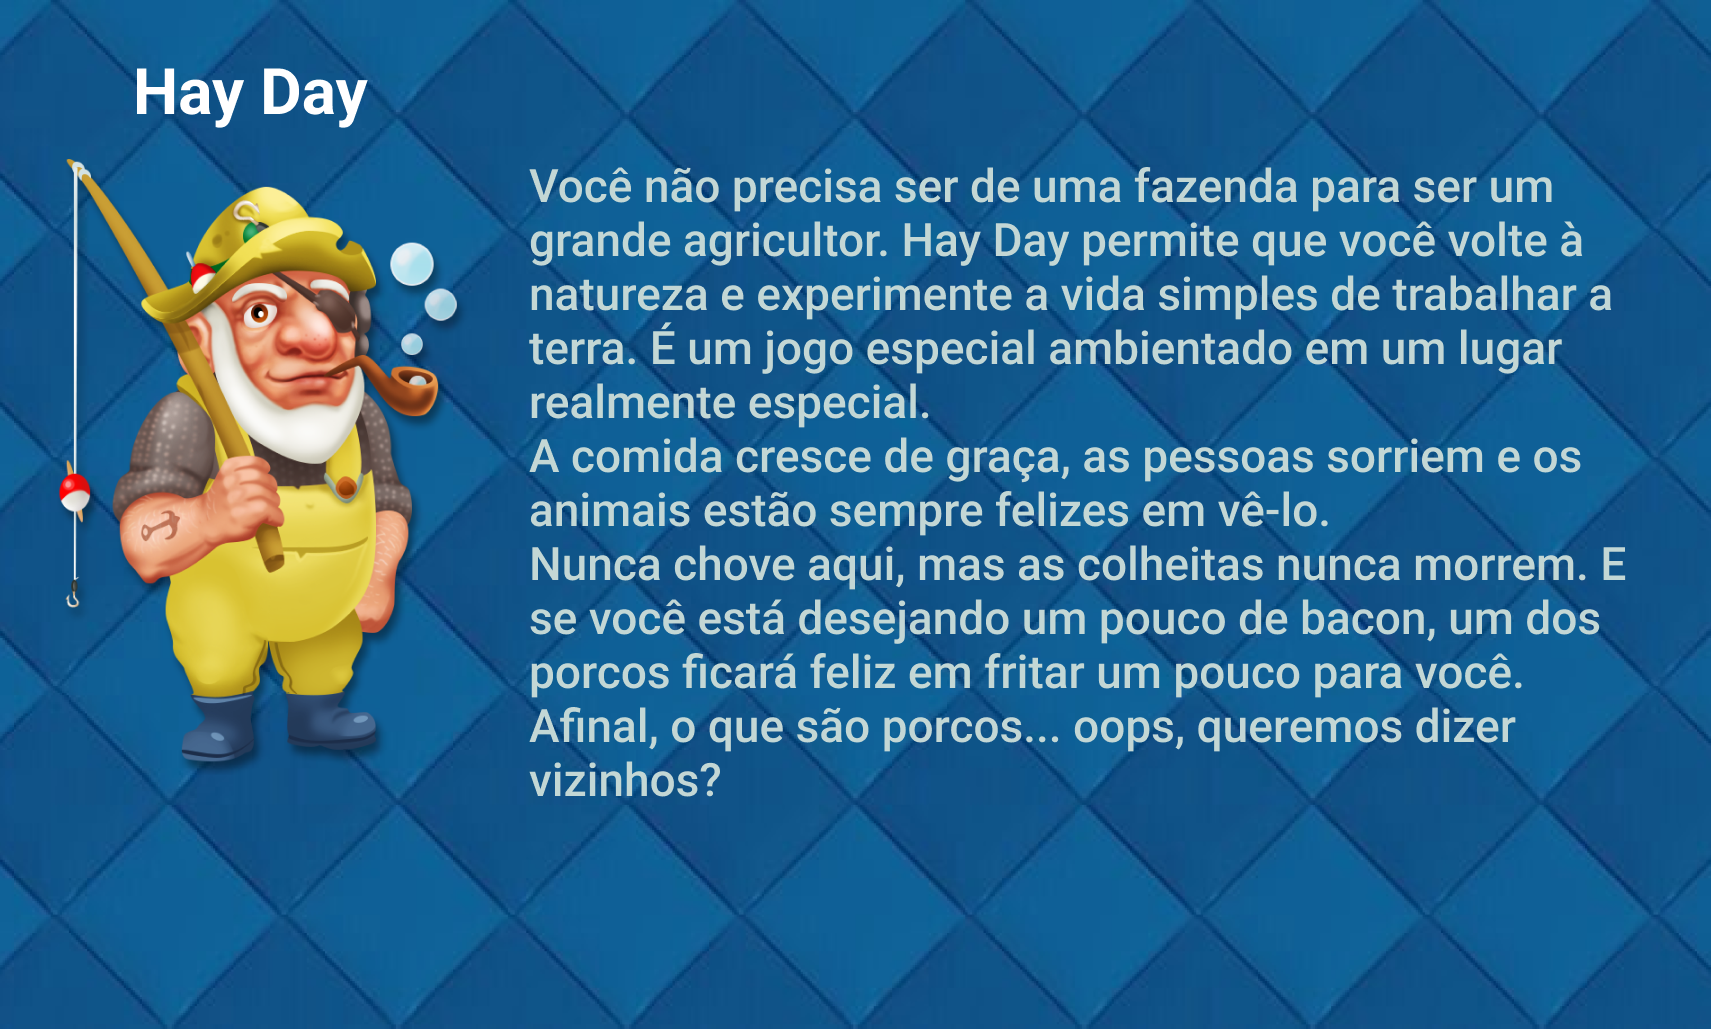 Hay Day
Você não precisa ser de uma fazenda para ser um
grande agricultor. Hay Day permite que você volte à
natureza e experimente a vida simples de trabalhar a
terra. É um jogo especial ambientado em um lugar
realmente especial.
A comida cresce de graça, as pessoas sorriem e os
animais estão sempre felizes em vê-lo.
Nunca chove aqui, mas as colheitas nunca morrem. E
se você está desejando um pouco de bacon, um dos
porcos ficará feliz em fritar um pouco para você.
Afinal, o que são porcos... oops, queremos dizer
vizinhos?